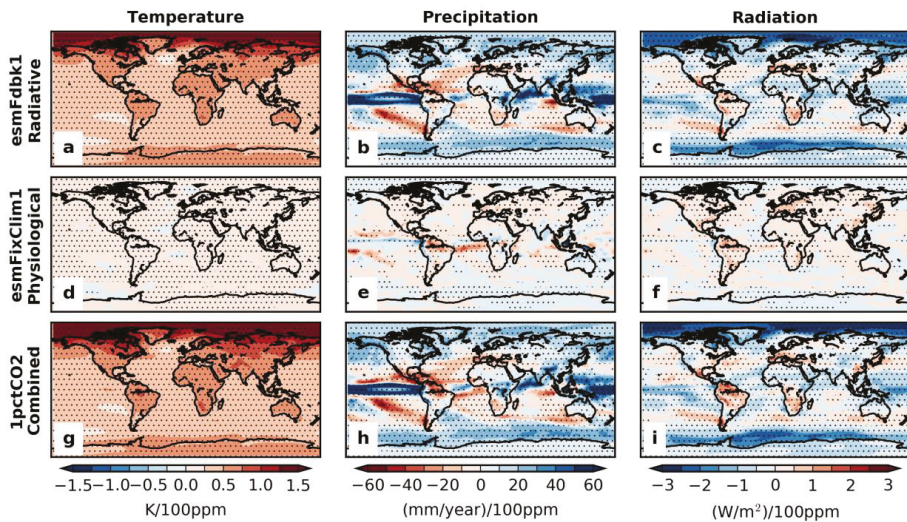 Temperature Precipitation Radiation
esmFdbk1
Radiative
a b c
esmFixClim1
Physiological
d e f
1pctCO2
Combined
g h i
−1.5−1.0−0.5 0.0 0.5 1.0 1.5 −60 −40 −20 0 20 40 60 −3 −2 −1 0 1 2 3
K/100ppm (mm/year)/100ppm (W/m²)/100ppm